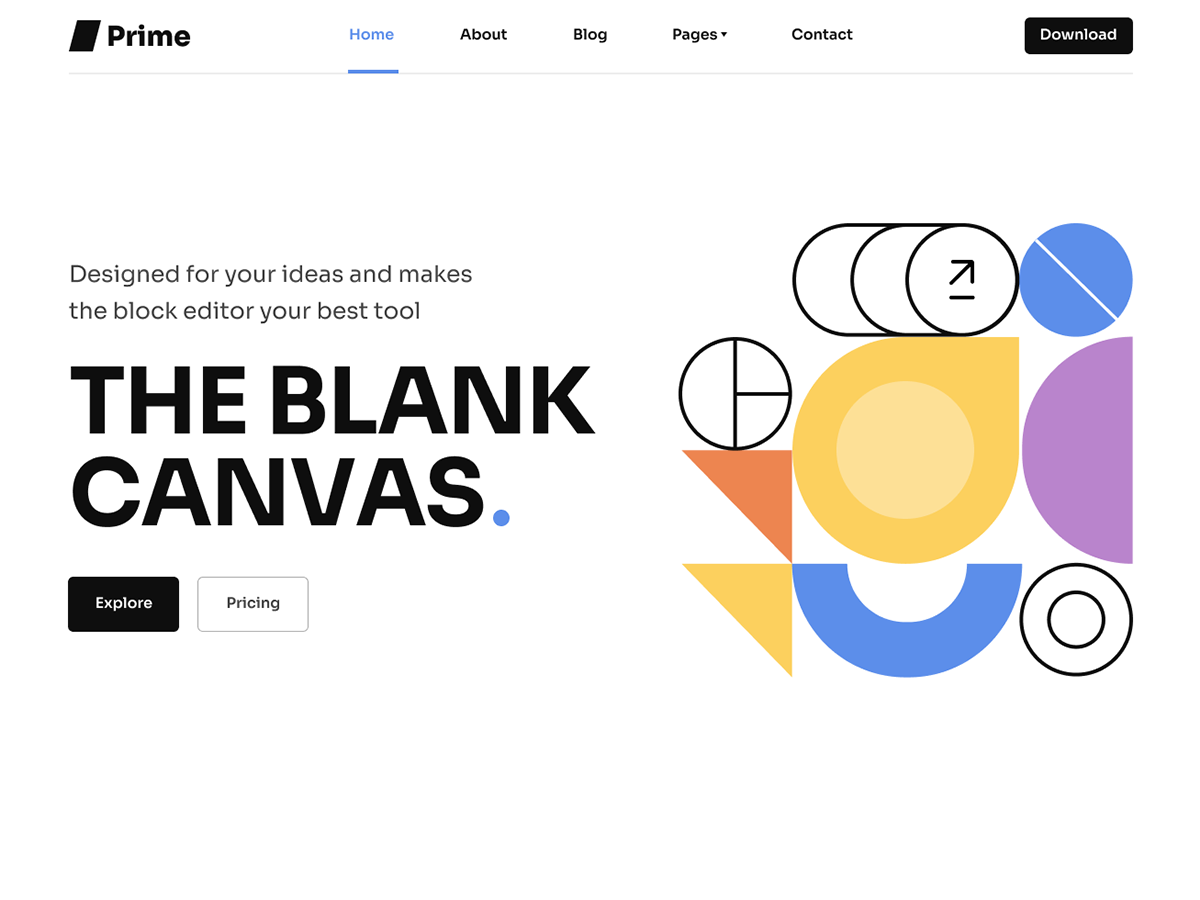 Prime
Home About Blog Pages Contact
Download
Designed for your ideas and makes
the block editor your best tool
THE BLANK
CANVAS.
Explore
Pricing